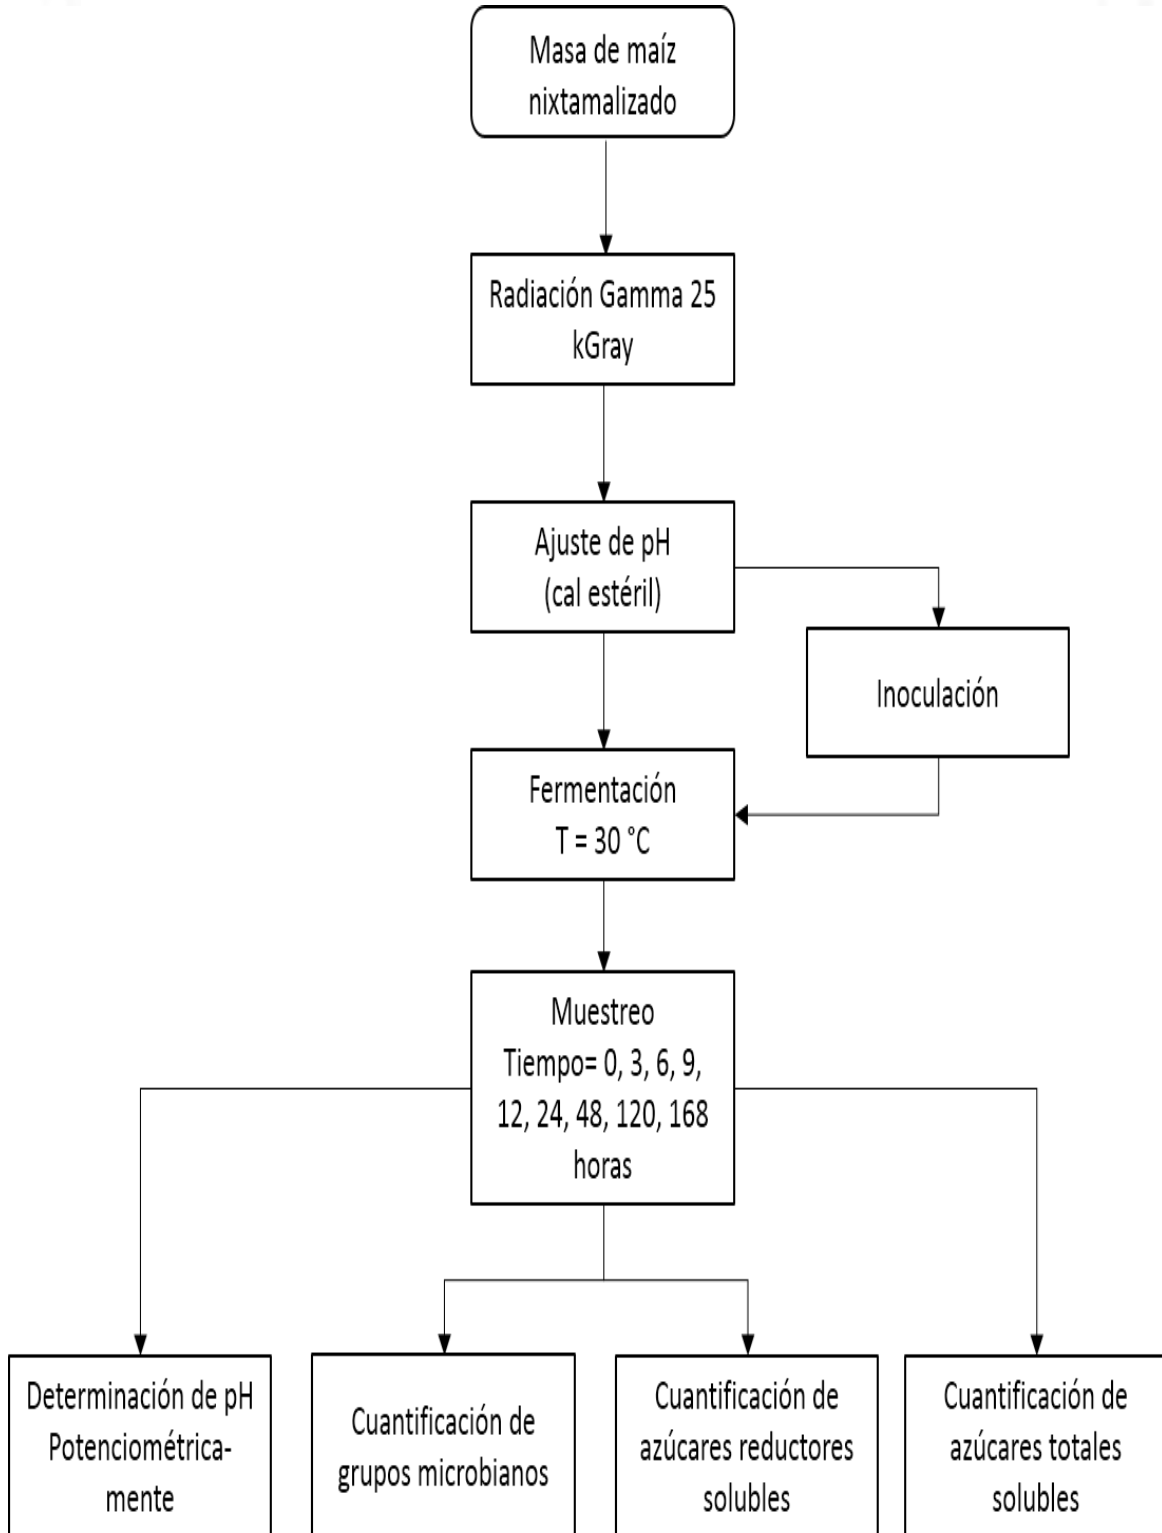 Masa de maíz
nixtamalizado
Radiación Gamma 25
kGray
Ajuste de pH
(cal estéril)
Inoculación
Fermentación
T = 30 °C
Muestreo
Tiempo= 0, 3, 6, 9,
12, 24, 48, 120, 168
horas
Determinación de pH
Potenciométrica-
mente
Cuantificación de
grupos microbianos
Cuantificación de
azúcares reductores
solubles
Cuantificación de
azúcares totales
solubles